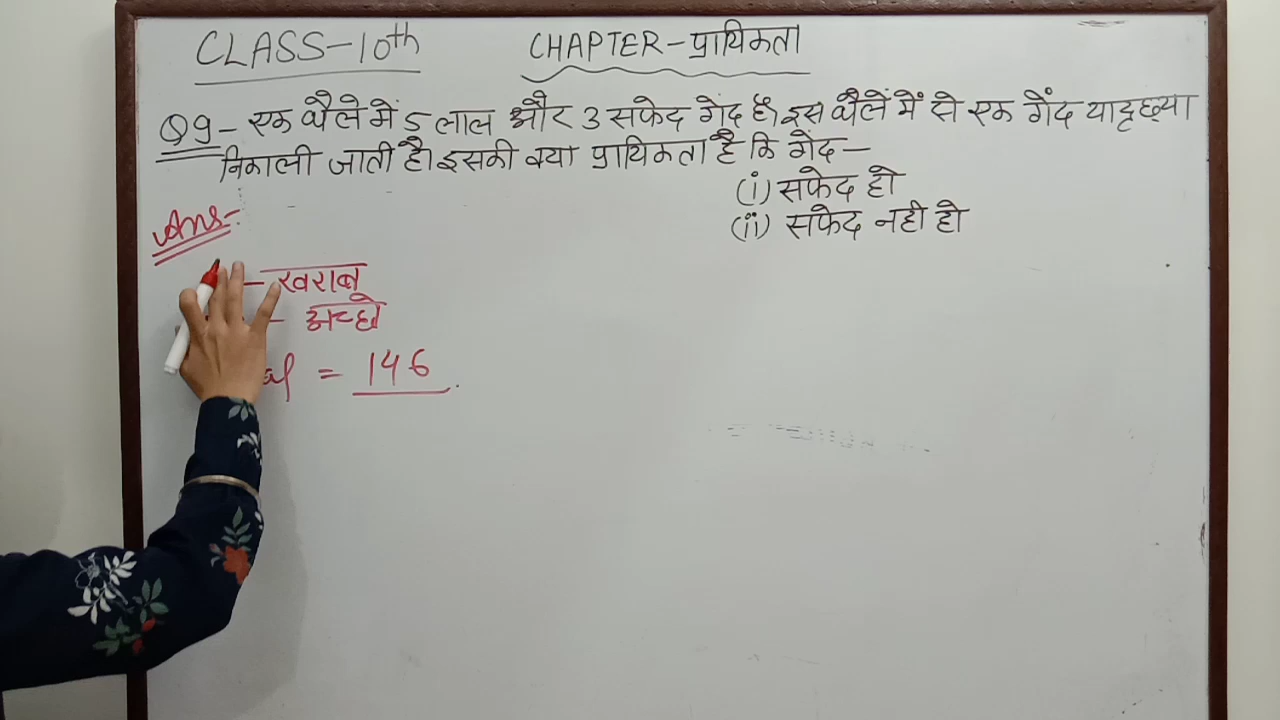 CLASS-10th CHAPTER-प्रायिकता
Q9- एक थैले में 5 लाल और 3 सफेद गेंद है, इस थैलें में से एक गेंद यादृच्छया
निकाली जाती है। इसकी क्या प्रायिकता है कि गेंद-
(i) सफेद हो
(ii) सफेद नही हो
Ans:-
- खराब
- अच्छे
= 146